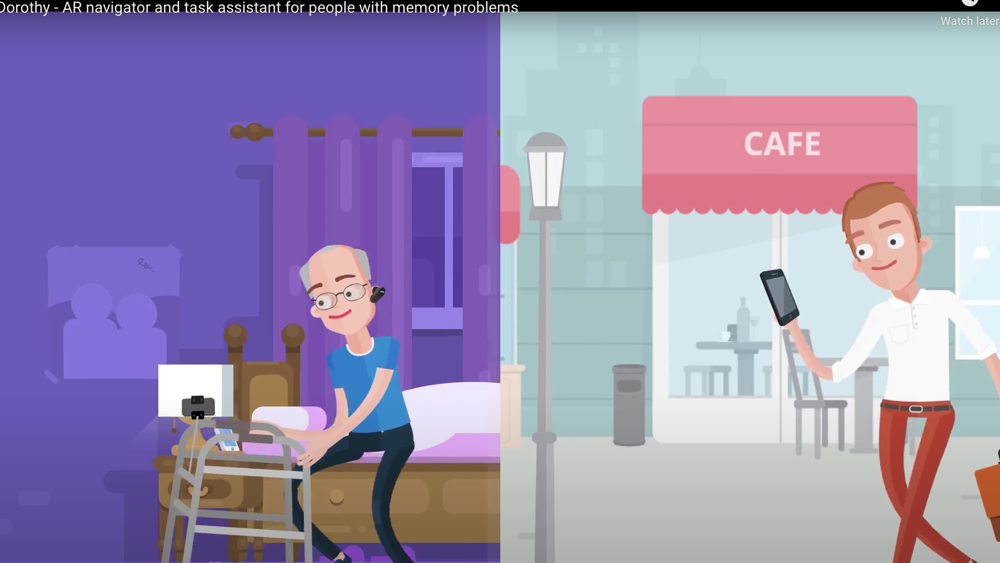 Dorothy - AR navigator and task assistant for people with memory problems
Watch later
CAFE